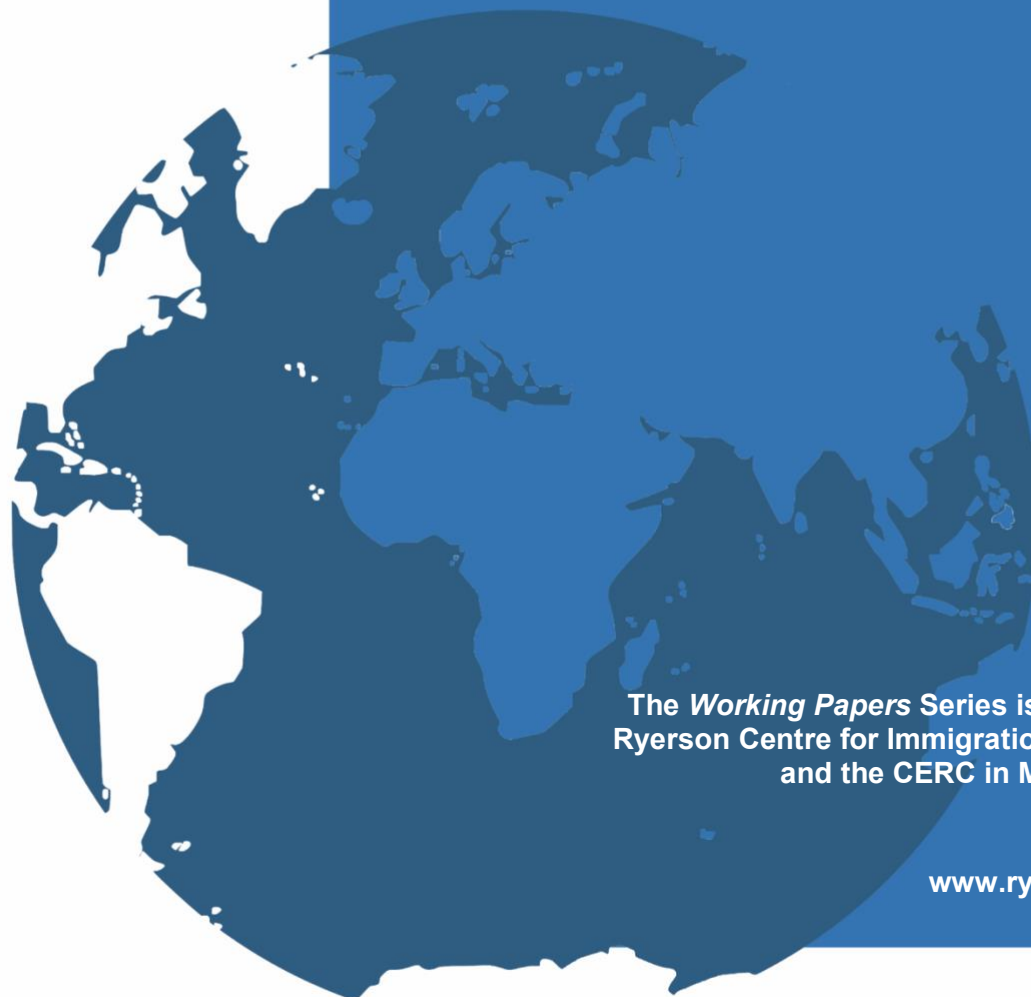 The Working Papers Series is
Ryerson Centre for Immigratio
and the CERC in M
www.ry